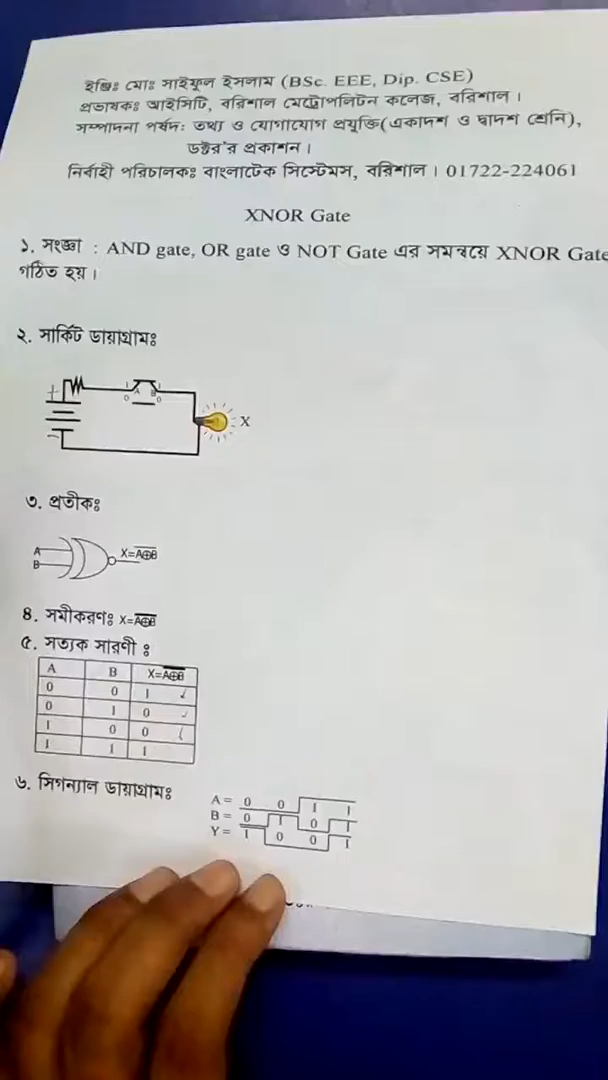 ইঞ্জিঃ মোঃ সাইফুল ইসলাম (BSc. EEE, Dip. CSE)
প্রভাষকঃ আইসিটি, বরিশাল মেট্রোপলিটন কলেজ, বরিশাল।
সম্পাদনা পর্ষদ: তথ্য ও যোগাযোগ প্রযুক্তি(একাদশ ও দ্বাদশ শ্রেনি),
ডক্টর'র প্রকাশন।
নির্বাহী পরিচালকঃ বাংলাটেক সিস্টেমস, বরিশাল। 01722-224061
XNOR Gate
১. সংজ্ঞা : AND gate, OR gate ও NOT Gate এর সমন্বয়ে XNOR Gate
গঠিত হয়।
২. সার্কিট ডায়াগ্রামঃ
+ 1 A B 1
0 0
X
−
৩. প্রতীকঃ
A
B
X=A⊕B̅
৪. সমীকরণঃ X=A⊕B̅
৫. সত্যক সারণী ঃ
A B X=A⊕B̅
0 0 1
0 1 0
1 0 0
1 1 1
৬. সিগন্যাল ডায়াগ্রামঃ
A = 0 0 1 1
B = 0 1 0 1
Y = 1 0 0 1